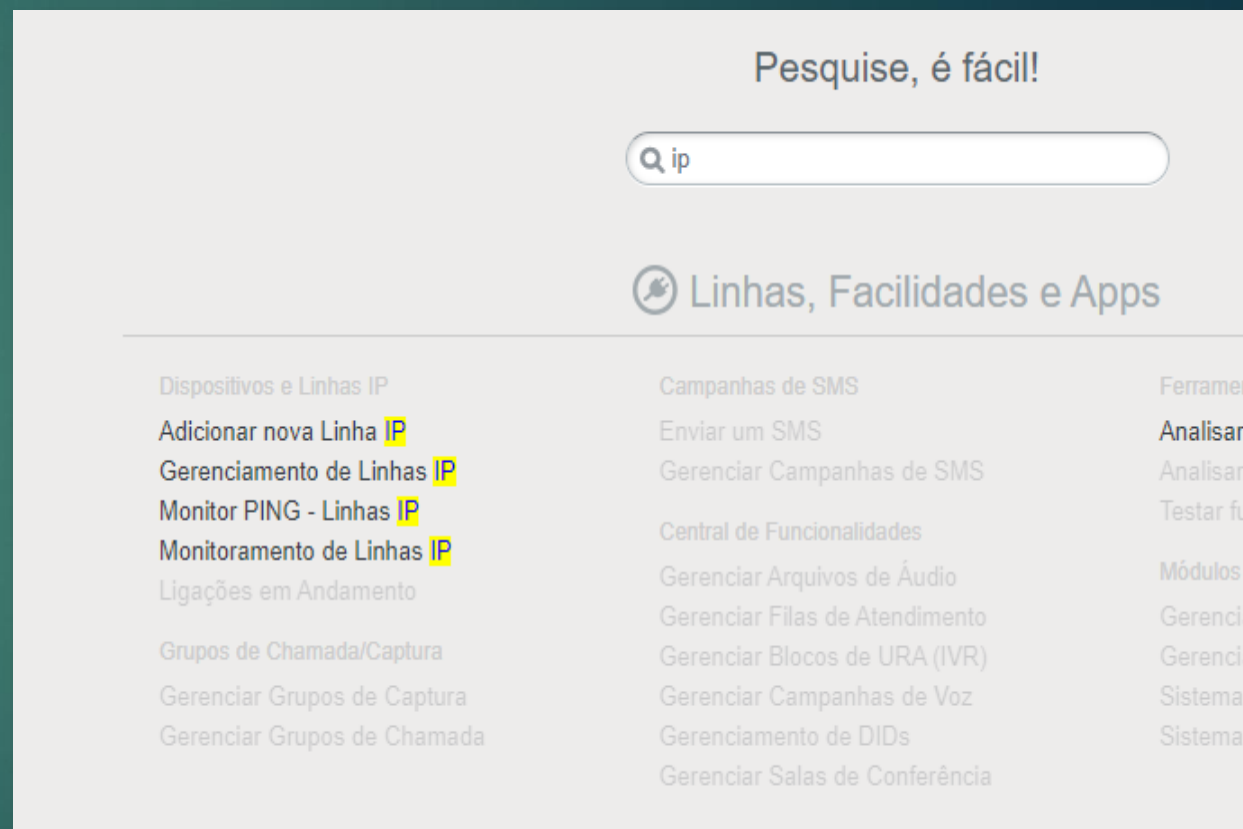 Pesquise, é fácil!
ip
Linhas, Facilidades e Apps
Dispositivos e Linhas IP
Adicionar nova Linha IP
Gerenciamento de Linhas IP
Monitor PING - Linhas IP
Monitoramento de Linhas IP
Ligações em Andamento
Grupos de Chamada/Captura
Gerenciar Grupos de Captura
Gerenciar Grupos de Chamada
Campanhas de SMS
Enviar um SMS
Gerenciar Campanhas de SMS
Central de Funcionalidades
Gerenciar Arquivos de Áudio
Gerenciar Filas de Atendimento
Gerenciar Blocos de URA (IVR)
Gerenciar Campanhas de Voz
Gerenciamento de DIDs
Gerenciar Salas de Conferência
Analisar
Analisar
Testar
Módulos
Sistema
Sistema